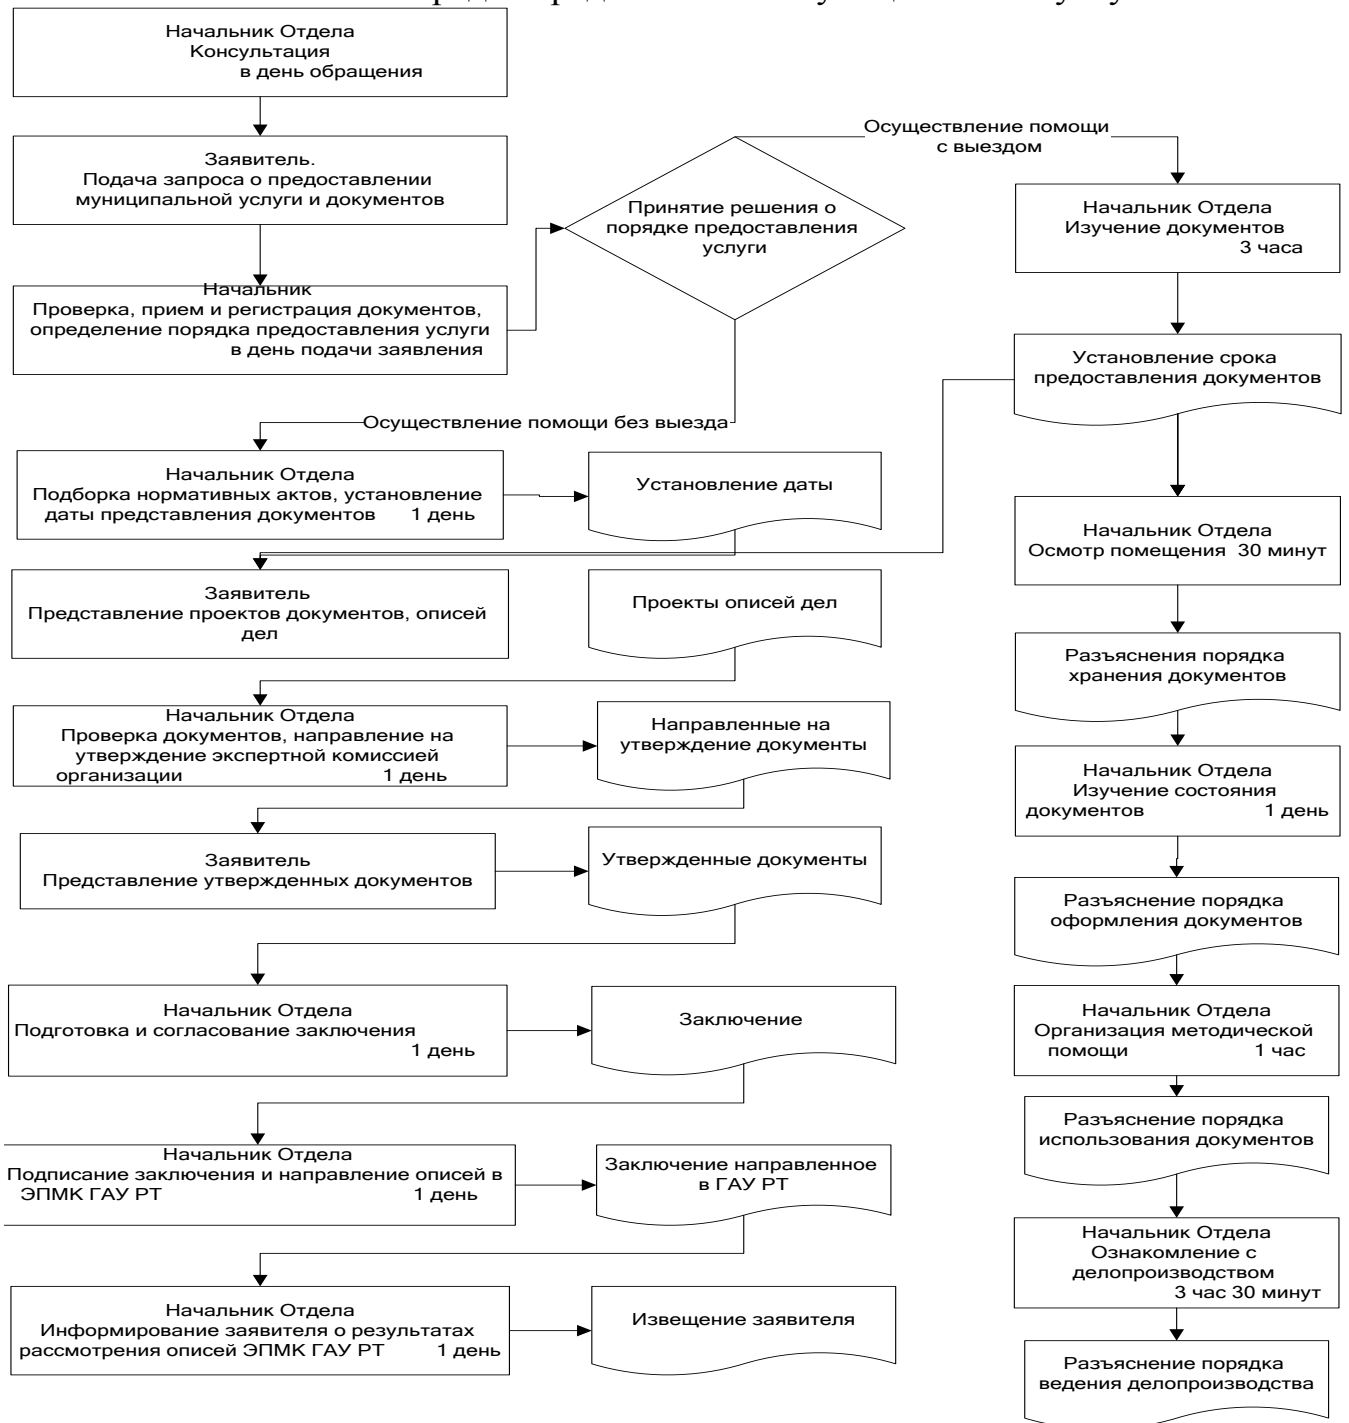 Начальник Отдела
Консультация
в день обращения
Заявитель.
Подача запроса о предоставлении
муниципальной услуги и документов
Начальник
Проверка, прием и регистрация документов,
определение порядка предоставления услуги
в день подачи заявления
Принятие решения о
порядке предоставления
услуги
Осуществление помощи
с выездом
Осуществление помощи без выезда
Начальник Отдела
Подборка нормативных актов, установление
даты представления документов 1 день
Установление даты
Заявитель
Представление проектов документов, описей
дел
Проекты описей дел
Начальник Отдела
Проверка документов, направление на
утверждение экспертной комиссией
организации 1 день
Направленные на
утверждение документы
Заявитель
Представление утвержденных документов
Утвержденные документы
Начальник Отдела
Подготовка и согласование заключения
1 день
Заключение
Начальник Отдела
Подписание заключения и направление описей в
ЭПМК ГАУ РТ 1 день
Заключение направленное
в ГАУ РТ
Начальник Отдела
Информирование заявителя о результатах
рассмотрения описей ЭПМК ГАУ РТ 1 день
Извещение заявителя
Начальник Отдела
Изучение документов
3 часа
Установление срока
предоставления документов
Начальник Отдела
Осмотр помещения 30 минут
Разъяснения порядка
хранения документов
Начальник Отдела
Изучение состояния
документов 1 день
Разъяснение порядка
оформления документов
Начальник Отдела
Организация методической
помощи 1 час
Разъяснение порядка
использования документов
Начальник Отдела
Ознакомление с
делопроизводством
3 час 30 минут
Разъяснение порядка
ведения делопроизводства